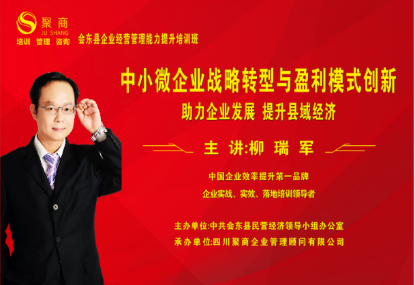 聚商
JU SHANG
培训 管理 咨询
会东县企业经营管理能力提升培训班
中小微企业战略转型与盈利模式创新
助力企业发展 提升县域经济
主讲:柳瑞军
中国企业效率提升第一品牌
企业实战、实效、落地培训领导者
主办单位:中共会东县民营经济领导小组办公室
承办单位:四川聚商企业管理顾问有限公司